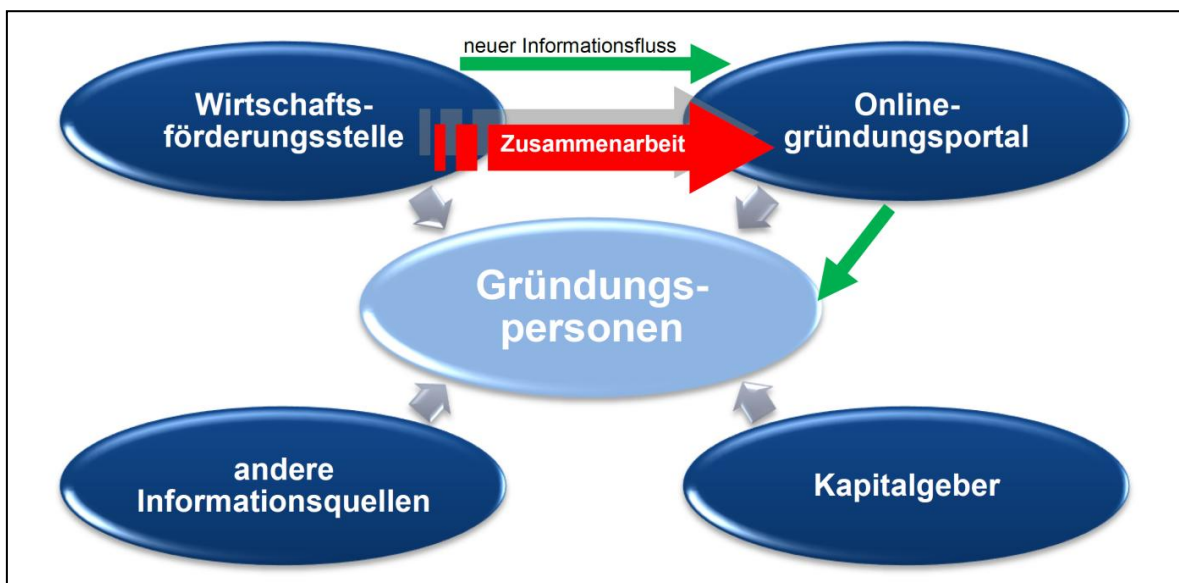 neuer Informationsfluss
Wirtschafts-
förderungsstelle
Zusammenarbeit
Online-
gründungsportal
Gründungs-
personen
andere
Informationsquellen
Kapitalgeber